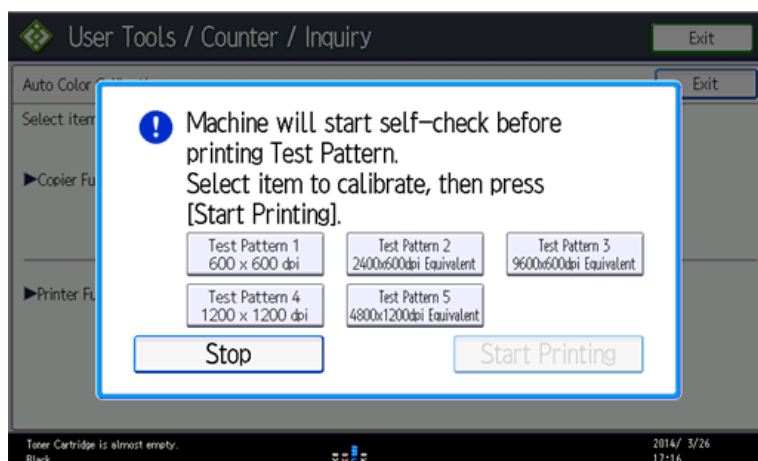 User Tools / Counter / Inquiry
Exit
Auto Color
Exit
Select item
Machine will start self-check before
printing Test Pattern.
Select item to calibrate, then press
[Start Printing].
►Copier Fu
Test Pattern 1
600 x 600 dpi
Test Pattern 2
2400x600dpi Equivalent
Test Pattern 3
9600x600dpi Equivalent
►Printer Fu
Test Pattern 4
1200 x 1200 dpi
Test Pattern 5
4800x1200dpi Equivalent
Stop
Start Printing
Toner Cartridge is almost empty.
Black
2014/ 3/26
17:16